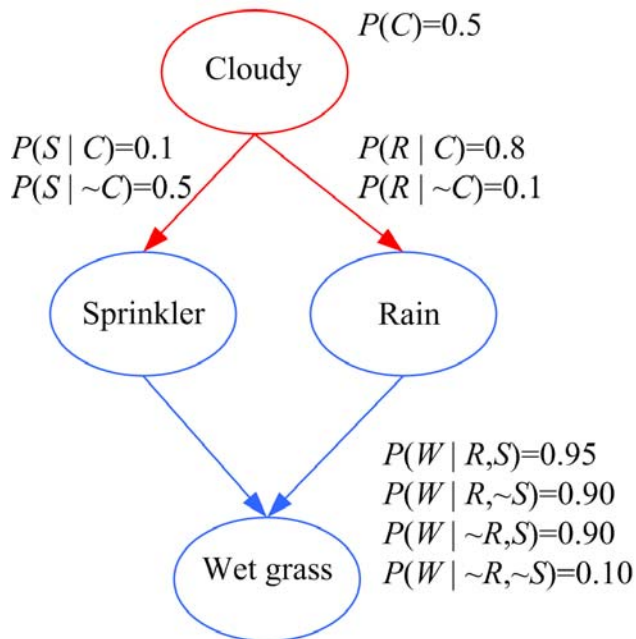 P(C)=0.5
Cloudy
P(S | C)=0.1
P(S | ~C)=0.5
P(R | C)=0.8
P(R | ~C)=0.1
Sprinkler
Rain
P(W | R,S)=0.95
P(W | R,~S)=0.90
P(W | ~R,S)=0.90
P(W | ~R,~S)=0.10
Wet grass